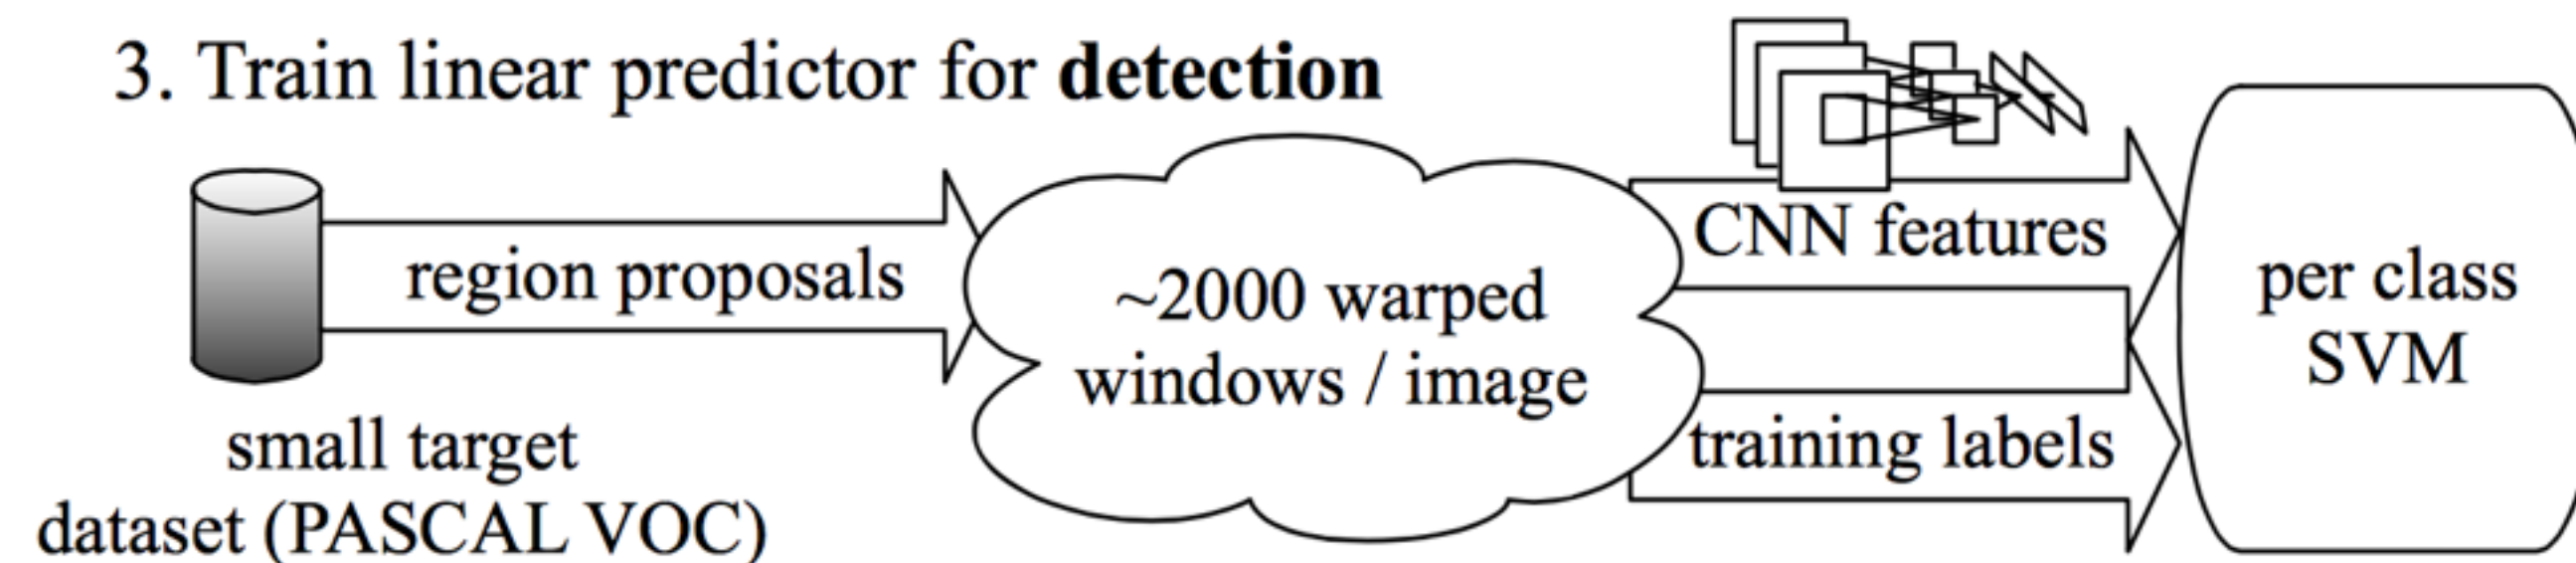 3. Train linear predictor for detection
region proposals
small target
dataset (PASCAL VOC)
~2000 warped
windows / image
CNN features
training labels
per class
SVM